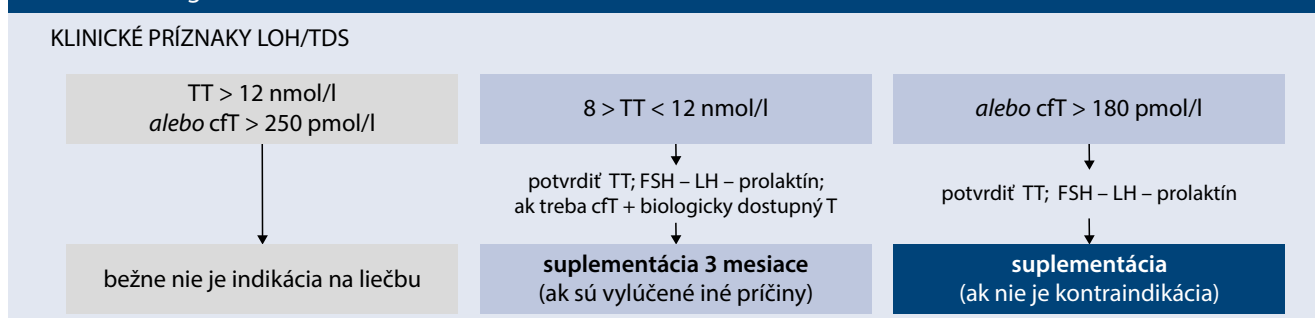 KLINICKÉ PRÍZNAKY LOH/TDS
TT > 12 nmol/l
alebo cfT > 250 pmol/l
8 > TT < 12 nmol/l
alebo cfT > 180 pmol/l
potvrdiť TT; FSH – LH – prolaktín;
ak treba cfT + biologicky dostupný T
potvrdiť TT; FSH – LH – prolaktín
bežne nie je indikácia na liečbu
suplementácia 3 mesiace
(ak sú vylúčené iné príčiny)
suplementácia
(ak nie je kontraindikácia)